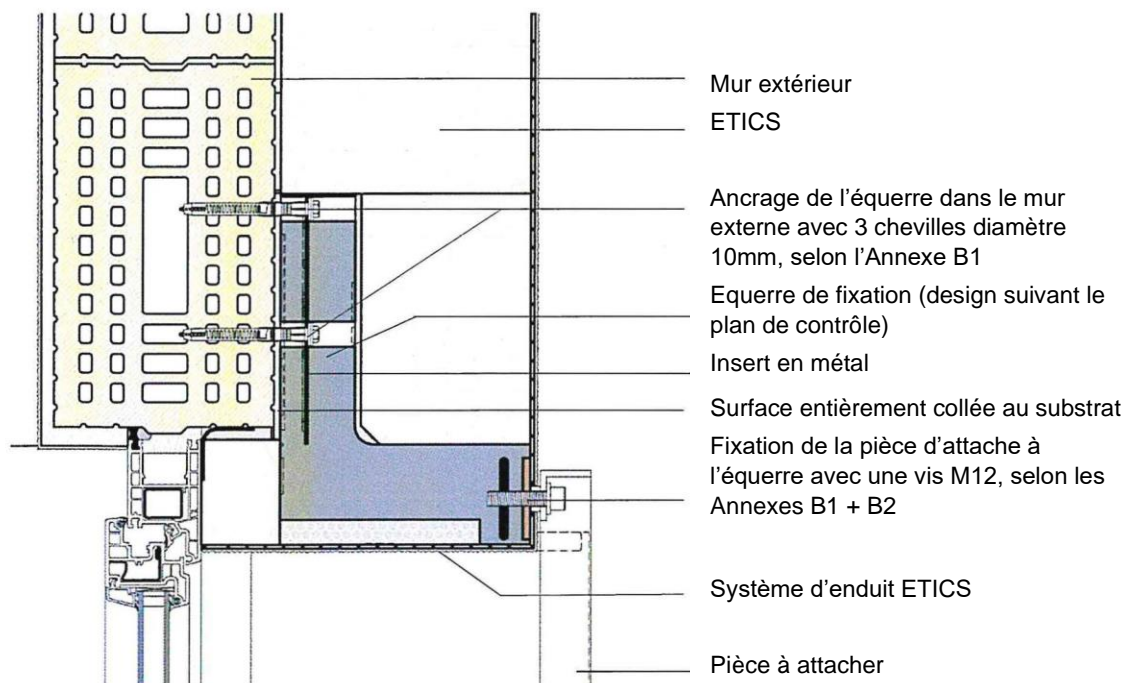 Mur extérieur
ETICS
Ancrage de l’équerre dans le mur
externe avec 3 chevilles diamètre
10mm, selon l’Annexe B1
Equerre de fixation (design suivant le
plan de contrôle)
Insert en métal
Surface entièrement collée au substrat
Fixation de la pièce d’attache à
l’équerre avec une vis M12, selon les
Annexes B1 + B2
Système d’enduit ETICS
Pièce à attacher